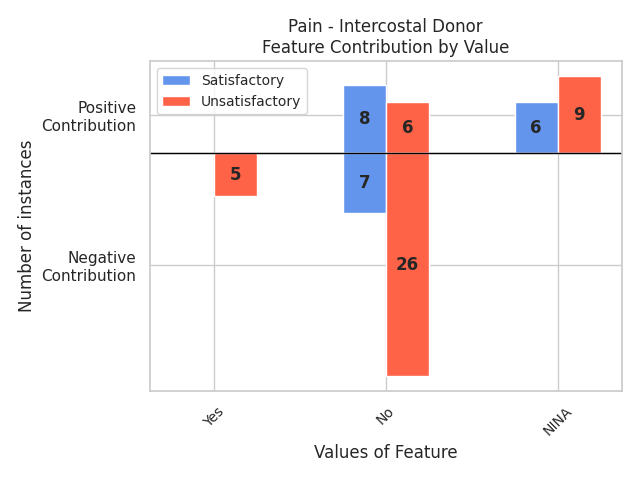 Pain - Intercostal Donor
Feature Contribution by Value
Satisfactory
Unsatisfactory
Positive
Contribution
Negative
Contribution
Number of instances
5
8
7
6
26
6
9
Yes
No
NINA
Values of Feature